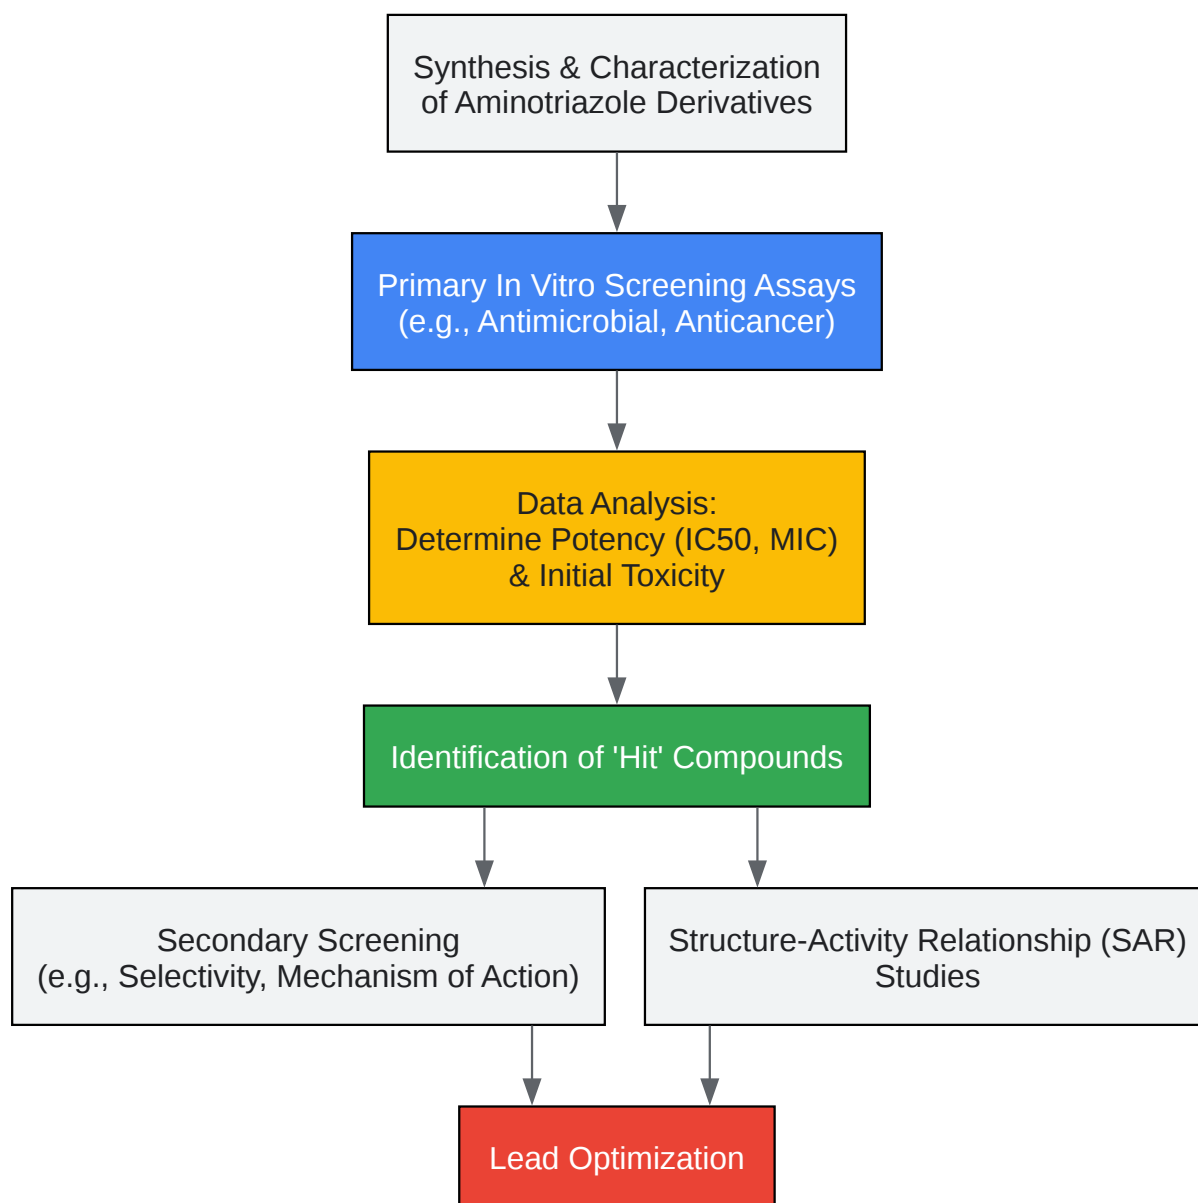 Synthesis & Characterization
of Aminotriazole Derivatives
Primary In Vitro Screening Assays
(e.g., Antimicrobial, Anticancer)
Data Analysis:
Determine Potency (IC50, MIC)
& Initial Toxicity
Identification of 'Hit' Compounds
Secondary Screening
(e.g., Selectivity, Mechanism of Action)
Structure-Activity Relationship (SAR)
Studies
Lead Optimization